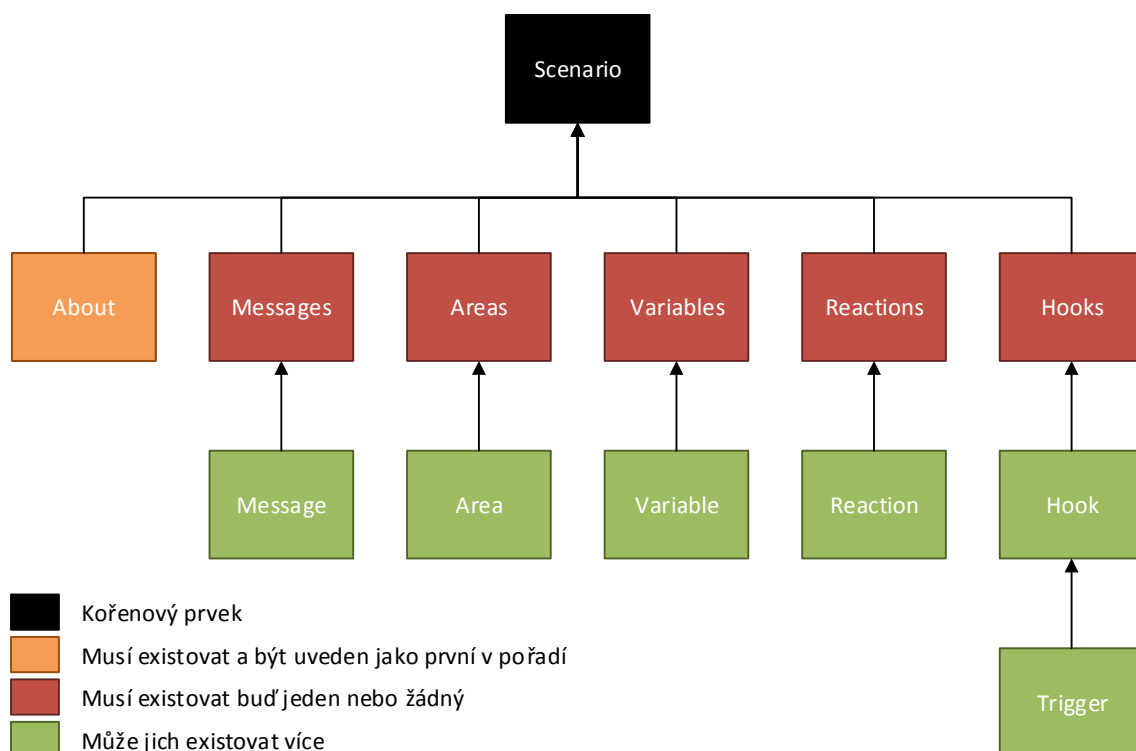 Scenario
About
Messages
Areas
Variables
Reactions
Hooks
Message
Area
Variable
Reaction
Hook
Trigger
Kořenový prvek
Musí existovat a být uveden jako první v pořadí
Musí existovat buď jeden nebo žádný
Může jich existovat více